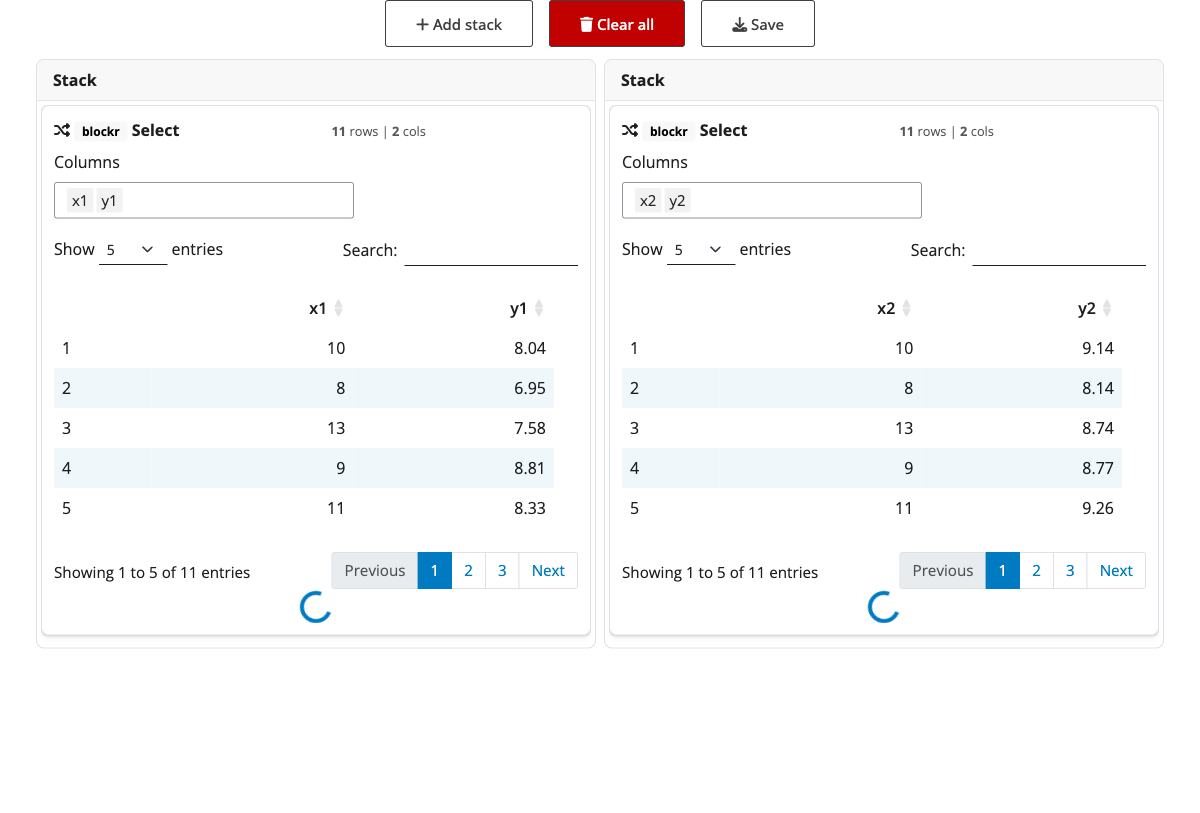 Add stack Clear all Save
Stack
blockr Select 11 rows | 2 cols
Columns
x1 y1
Show 5 entries Search:
x1 y1
1 10 8.04
2 8 6.95
3 13 7.58
4 9 8.81
5 11 8.33
Showing 1 to 5 of 11 entries Previous 1 2 3 Next
Stack
blockr Select 11 rows | 2 cols
Columns
x2 y2
Show 5 entries Search:
x2 y2
1 10 9.14
2 8 8.14
3 13 8.74
4 9 8.77
5 11 9.26
Showing 1 to 5 of 11 entries Previous 1 2 3 Next